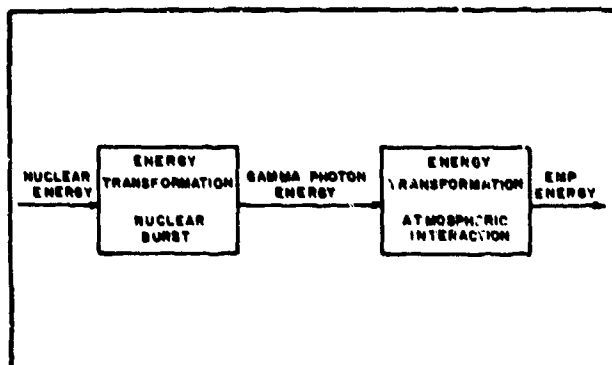 NUCLEAR
ENERGY
ENERGY
TRANSFORMATION
NUCLEAR
BURST
GAMMA PHOTON
ENERGY
ENERGY
TRANSFORMATION
ATMOSPHERIC
INTERACTION
EMP
ENERGY